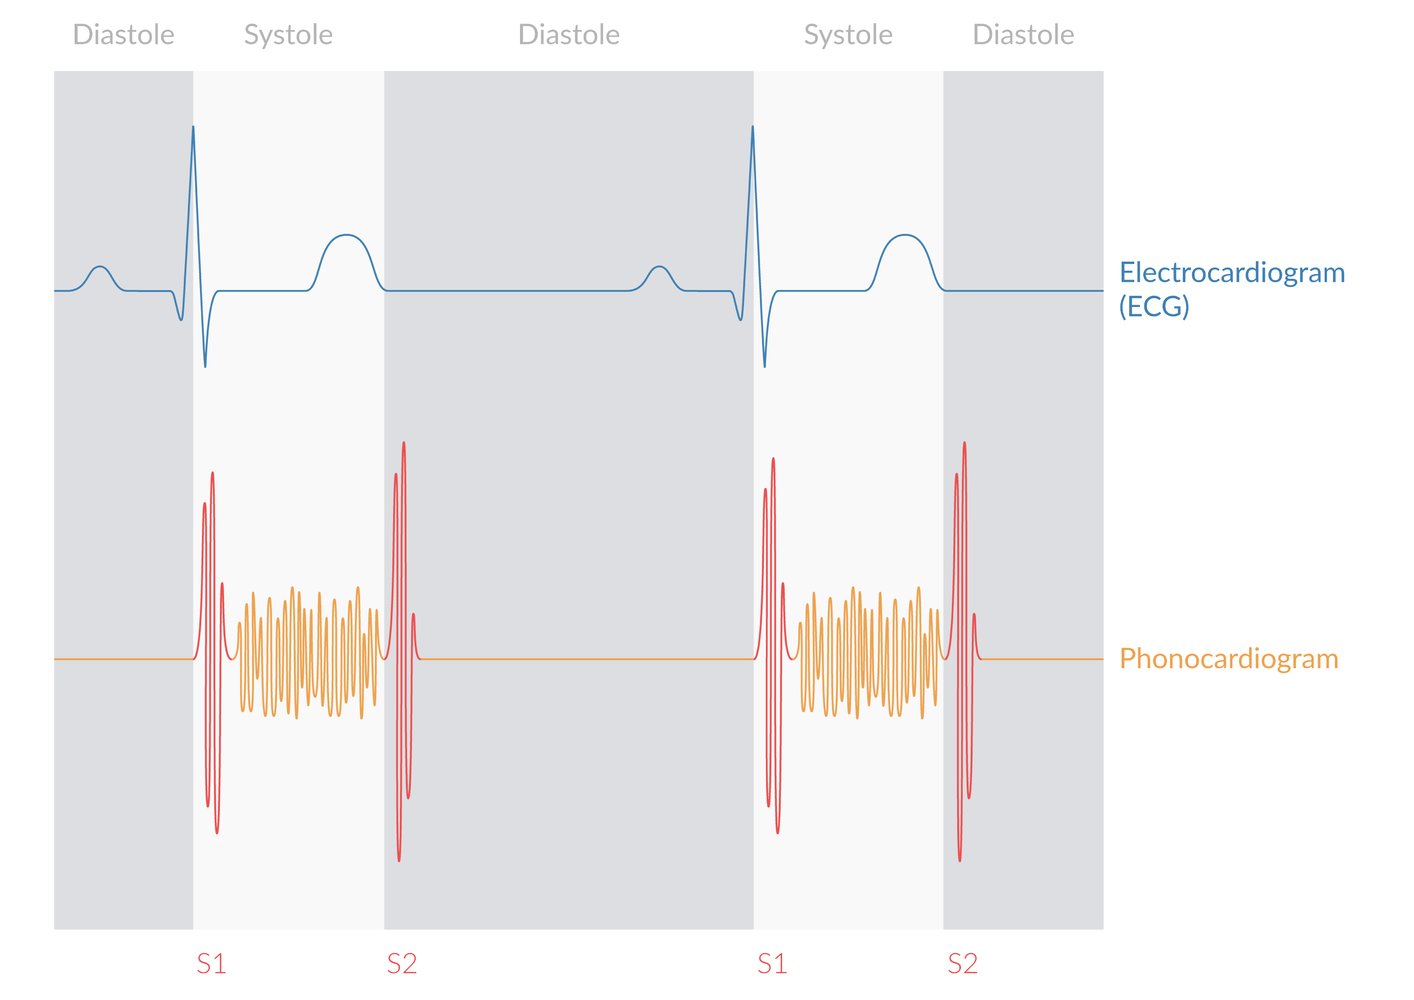 Diastole
Systole
Diastole
Systole
Diastole
Electrocardiogram
(ECG)
Phonocardiogram
S1
S2
S1
S2